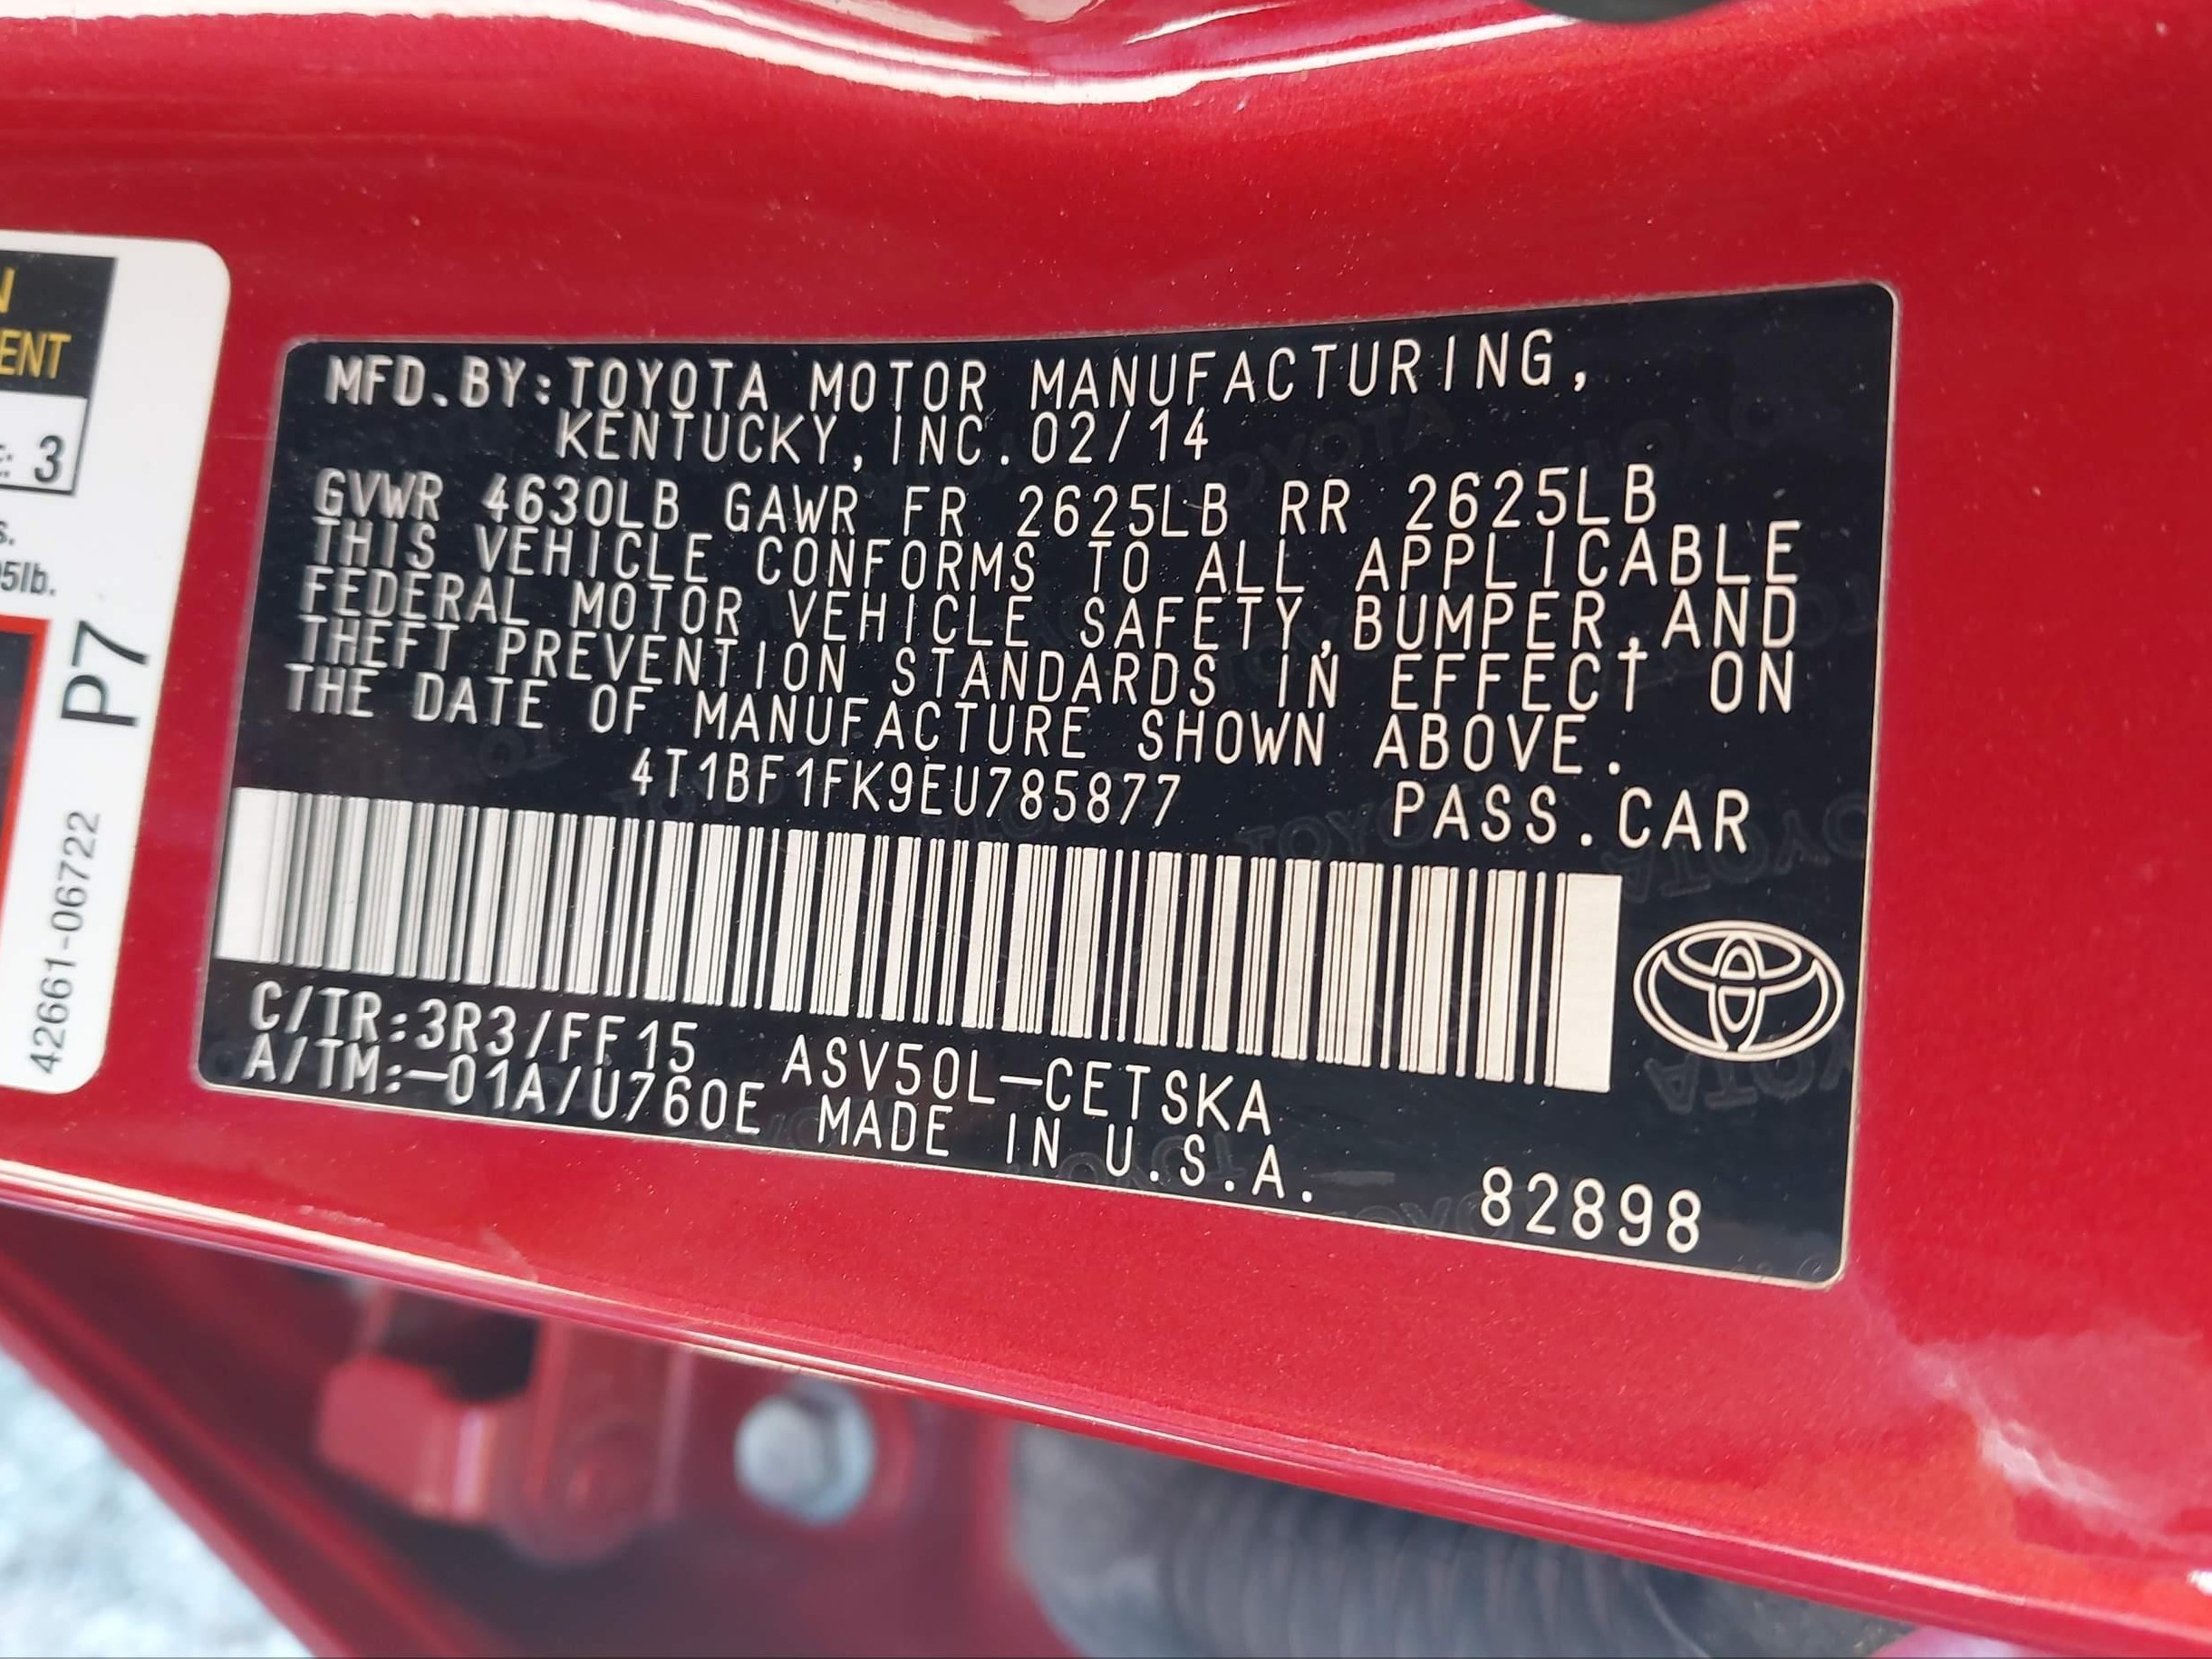 N
ENT
: 3
s.
5lb.
P7
42661-06722
MFD.BY:TOYOTA MOTOR MANUFACTURING,
KENTUCKY, INC. 02/14
GVWR 4630LB GAWR FR 2625LB RR 2625LB
THIS VEHICLE CONFORMS TO ALL APPLICABLE
FEDERAL MOTOR VEHICLE SAFETY,BUMPER,AND
THEFT PREVENTION STANDARDS IN EFFECT ON
THE DATE OF MANUFACTURE SHOWN ABOVE.
4T1BF1FK9EU785877 PASS.CAR
C/TR:3R3/FF15 ASV50L-CETSKA
A/TM:-01A/U760E MADE IN U.S.A. 82898